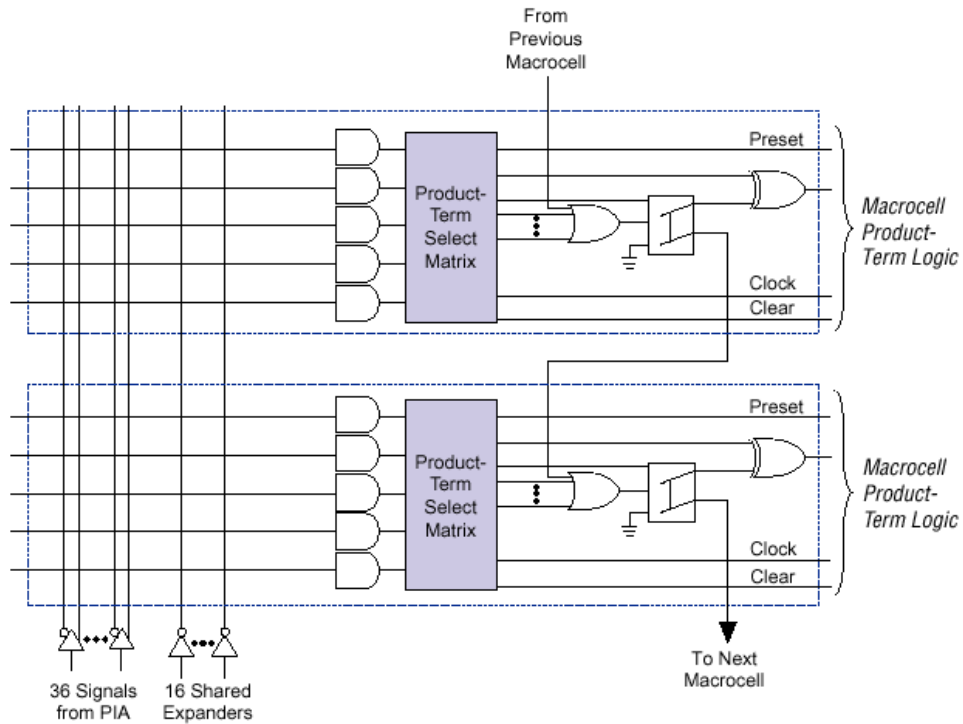 From
Previous
Macrocell
Preset
Product-
Term
Select
Matrix
Macrocell
Product-
Term Logic
Clock
Clear
Preset
Product-
Term
Select
Matrix
Macrocell
Product-
Term Logic
Clock
Clear
36 Signals
from PIA
16 Shared
Expanders
To Next
Macrocell